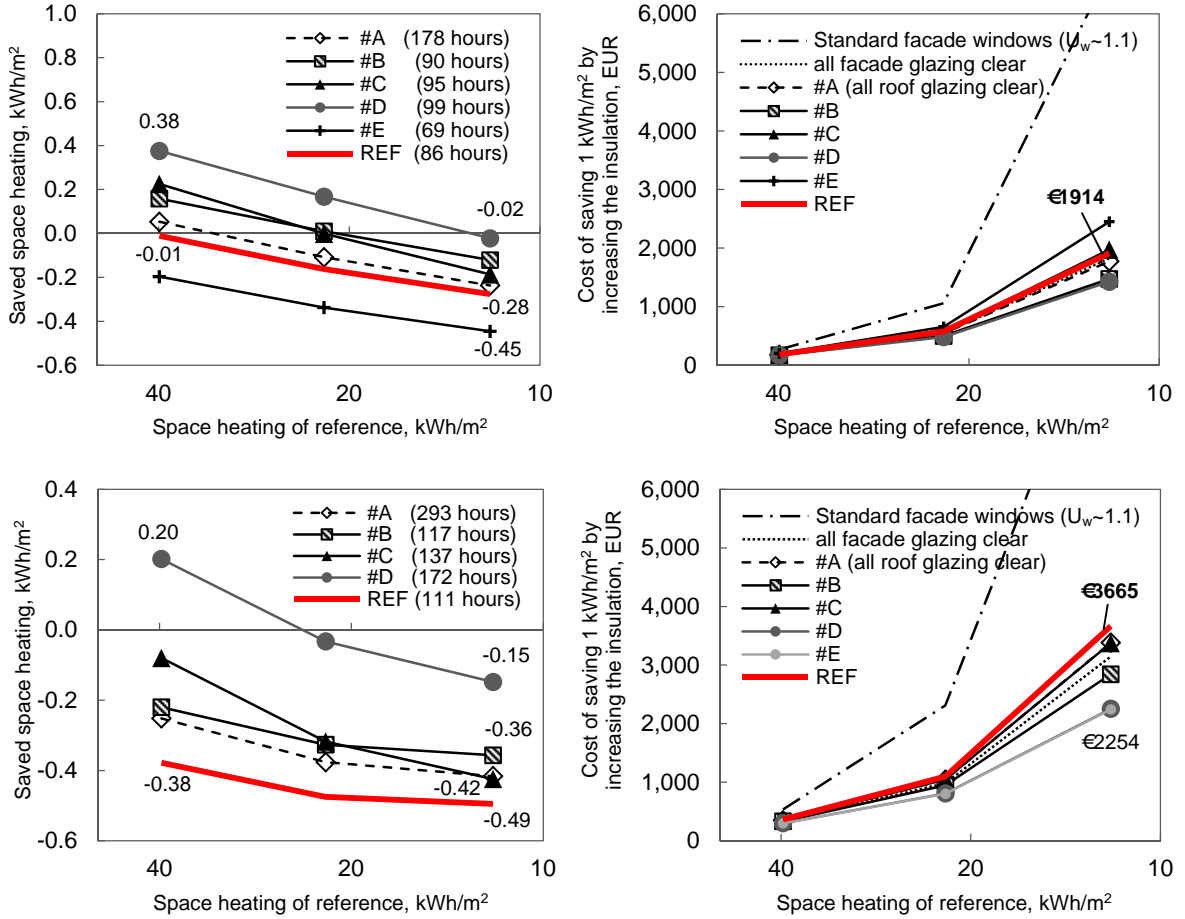 Saved space heating, kWh/m²
1.0
0.8
0.6
0.4
0.2
0.0
-0.2
-0.4
-0.6
#A (178 hours)
#B (90 hours)
#C (95 hours)
#D (99 hours)
#E (69 hours)
REF (86 hours)
0.38
-0.02
-0.01
-0.28
-0.45
40
20
10
Space heating of reference, kWh/m²
Cost of saving 1 kWh/m² by
increasing the insulation, EUR
6,000
5,000
4,000
3,000
2,000
1,000
0
Standard facade windows (Uw~1.1)
all facade glazing clear
#A (all roof glazing clear)
#B
#C
#D
#E
REF
€1914
40
20
10
Space heating of reference, kWh/m²
Saved space heating, kWh/m²
0.4
0.2
0.0
-0.2
-0.4
-0.6
#A (293 hours)
#B (117 hours)
#C (137 hours)
#D (172 hours)
REF (111 hours)
0.20
-0.15
-0.36
-0.38
-0.42
-0.49
40
20
10
Space heating of reference, kWh/m²
Cost of saving 1 kWh/m² by
increasing the insulation, EUR
6,000
5,000
4,000
3,000
2,000
1,000
0
Standard facade windows (Uw~1.1)
all facade glazing clear
#A (all roof glazing clear)
#B
#C
#D
#E
REF
€3665
€2254
40
20
10
Space heating of reference, kWh/m²